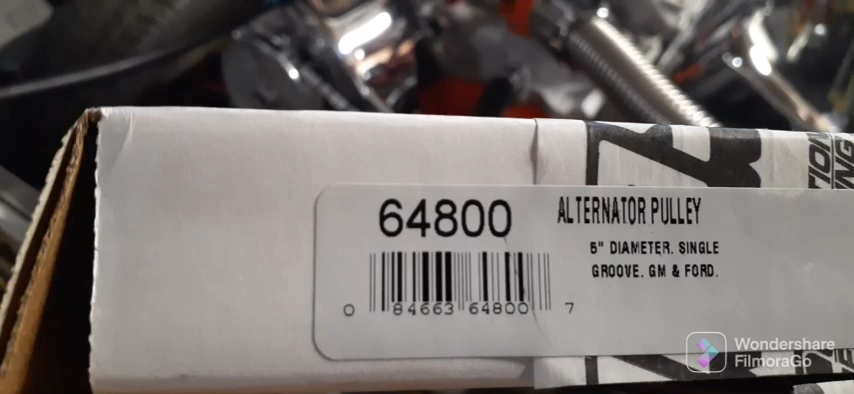 64800
ALTERNATOR PULLEY
5" DIAMETER. SINGLE
GROOVE. GM & FORD.
0 84663 64800 7
Wondershare
FilmoraGo